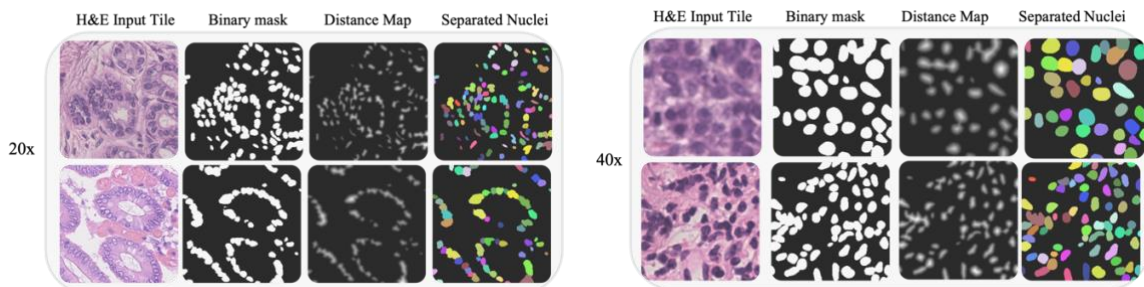 H&E Input Tile Binary mask Distance Map Separated Nuclei
20x
H&E Input Tile Binary mask Distance Map Separated Nuclei
40x